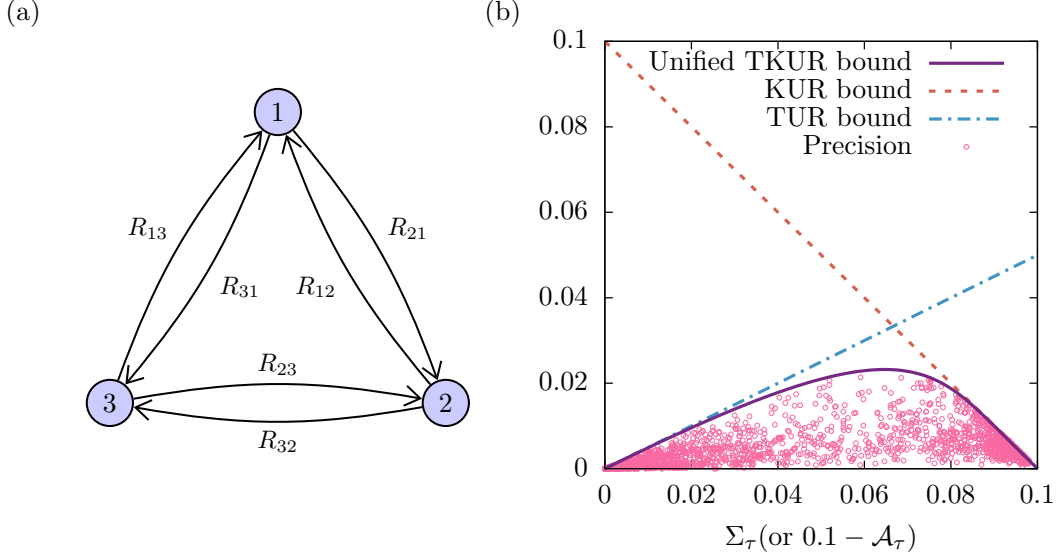 (a)
1
R₁₃
R₂₁
R₃₁
R₁₂
R₂₃
3
2
R₃₂
(b)
0.1
Unified TKUR bound
KUR bound
TUR bound
Precision
0.08
0.06
0.04
0.02
0
0 0.02 0.04 0.06 0.08 0.1
Σ_τ(or 0.1 − 𝒜_τ)